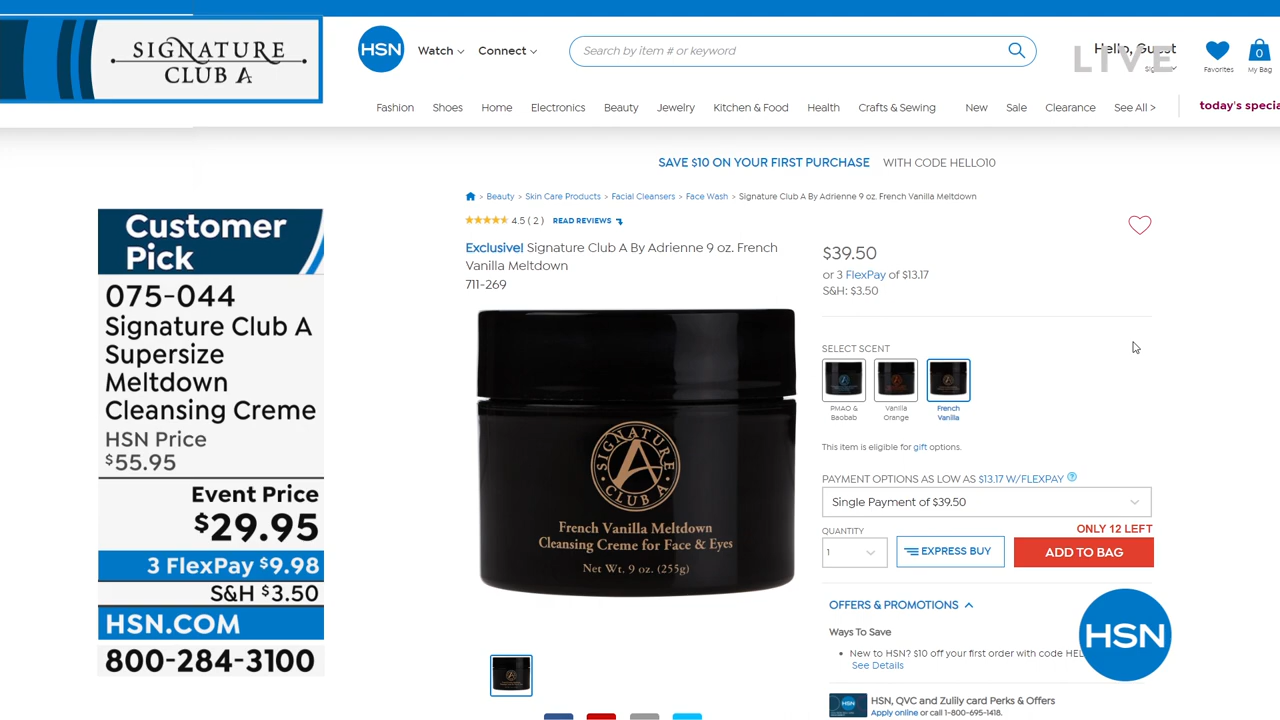 SIGNATURE
CLUB A
HSN
Watch
Connect
Search by item # or keyword
Hello, Guest
LIVE
Favorites
0
My Bag
Fashion
Shoes
Home
Electronics
Beauty
Jewelry
Kitchen & Food
Health
Crafts & Sewing
New
Sale
Clearance
See All >
today's specia
SAVE $10 ON YOUR FIRST PURCHASE WITH CODE HELLO10
> Beauty > Skin Care Products > Facial Cleansers > Face Wash > Signature Club A By Adrienne 9 oz. French Vanilla Meltdown
4.5 ( 2 ) READ REVIEWS
Exclusive! Signature Club A By Adrienne 9 oz. French
Vanilla Meltdown
711-269
SIGNATURE
A
CLUB A
French Vanilla Meltdown
Cleansing Creme for Face & Eyes
Net Wt. 9 oz. (255g)
$39.50
or 3 FlexPay of $13.17
S&H: $3.50
SELECT SCENT
PMAO &
Baobab
Vanilla
Orange
French
Vanilla
This item is eligible for gift options.
PAYMENT OPTIONS AS LOW AS $13.17 W/FLEXPAY ?
Single Payment of $39.50
QUANTITY
ONLY 12 LEFT
1
EXPRESS BUY
ADD TO BAG
OFFERS & PROMOTIONS
Ways To Save
• New to HSN? $10 off your first order with code HEL
See Details
HSN, QVC and Zulily card Perks & Offers
Apply online or call 1-800-695-1418.
HSN
Customer
Pick
075-044
Signature Club A
Supersize
Meltdown
Cleansing Creme
HSN Price
$55.95
Event Price
$29.95
3 FlexPay $9.98
S&H $3.50
HSN.COM
800-284-3100